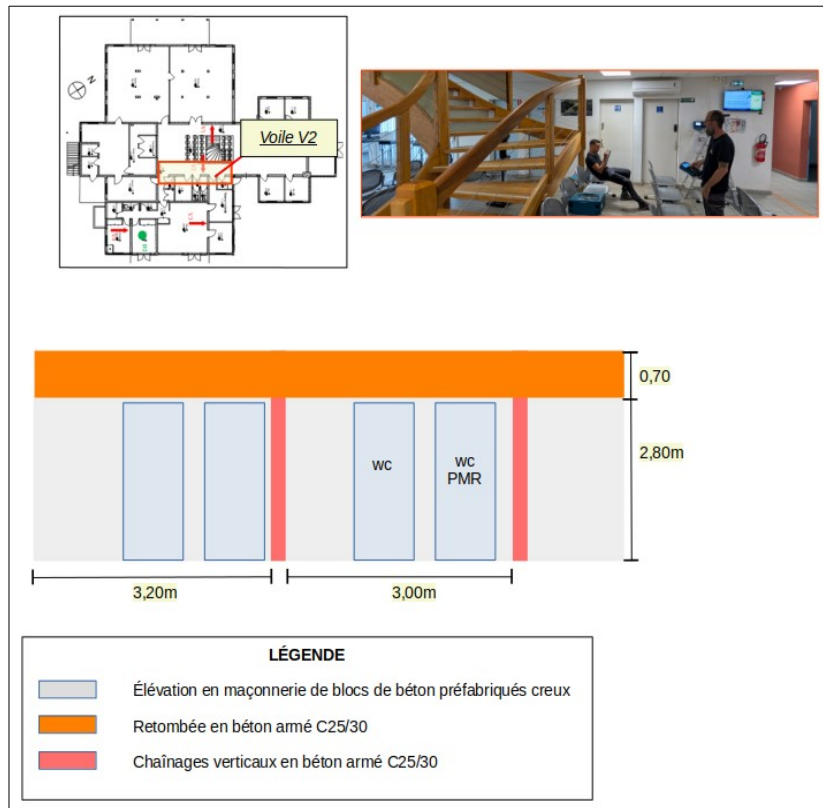 N
Voile V2
0,70
2,80m
wc
wc
PMR
3,20m
3,00m
LÉGENDE
Élévation en maçonnerie de blocs de béton préfabriqués creux
Retombée en béton armé C25/30
Chaînages verticaux en béton armé C25/30